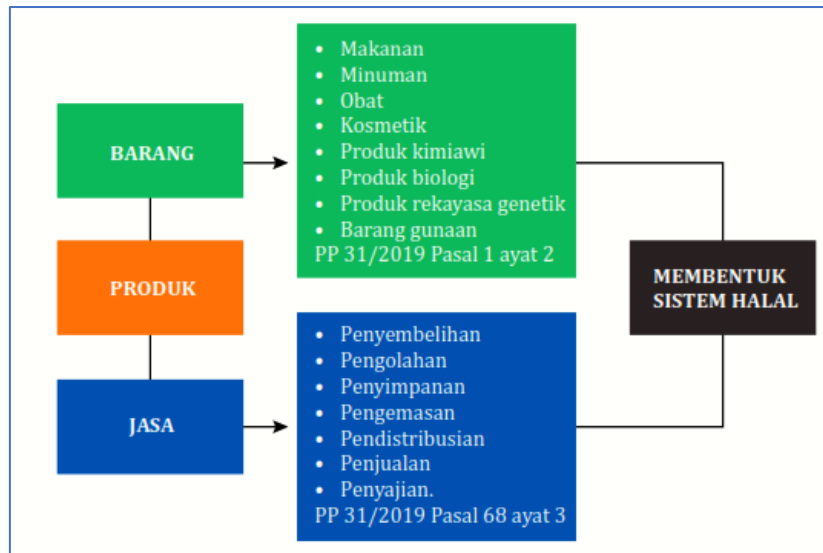 BARANG
• Makanan
• Minuman
• Obat
• Kosmetik
• Produk kimiawi
• Produk biologi
• Produk rekayasa genetik
• Barang gunaan
PP 31/2019 Pasal 1 ayat 2
PRODUK
MEMBENTUK
SISTEM HALAL
JASA
• Penyembelihan
• Pengolahan
• Penyimpanan
• Pengemasan
• Pendistribusian
• Penjualan
• Penyajian.
PP 31/2019 Pasal 68 ayat 3